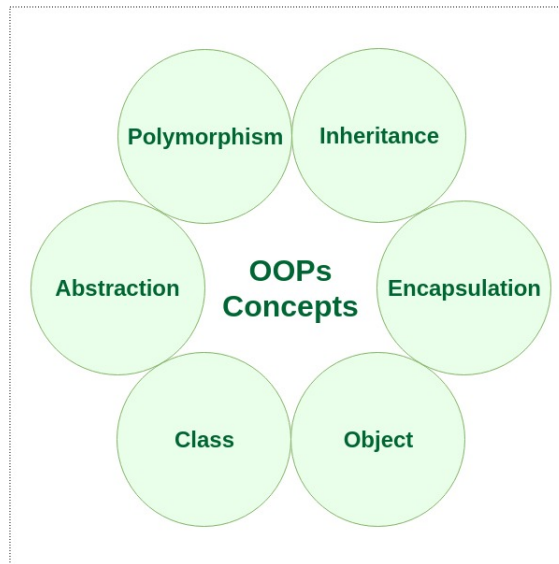 Polymorphism
Inheritance
Abstraction
OOPs
Concepts
Encapsulation
Class
Object